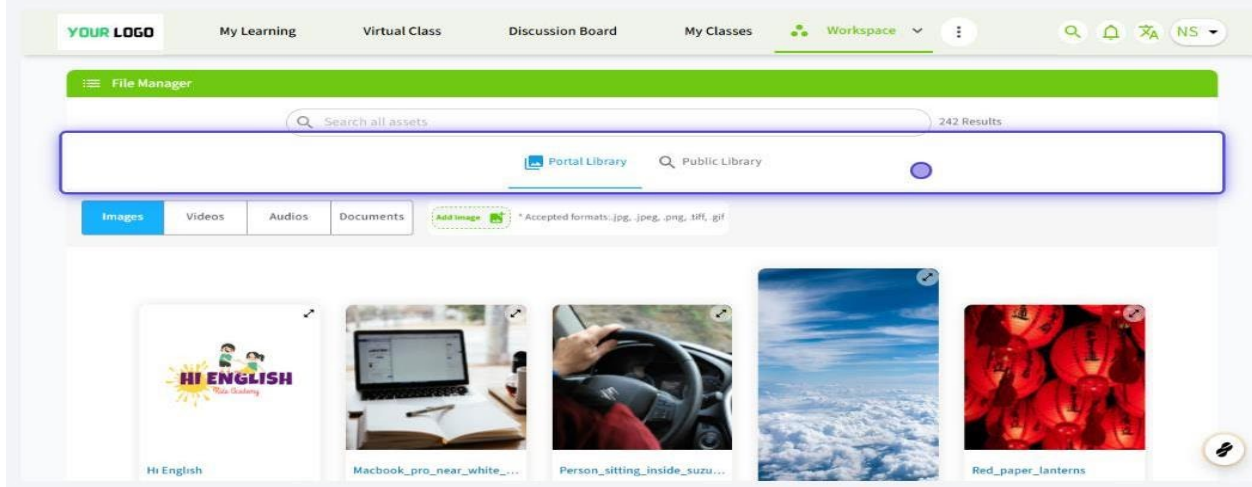 YOUR LOGO My Learning Virtual Class Discussion Board My Classes Workspace NS
File Manager
Search all assets 242 Results
Portal Library Public Library
Images Videos Audios Documents Add Image * Accepted formats:.jpg, .jpeg, .png, .tiff, .gif
HI ENGLISH
Hi English Macbook_pro_near_white_... Person_sitting_inside_suzu... Red_paper_lanterns